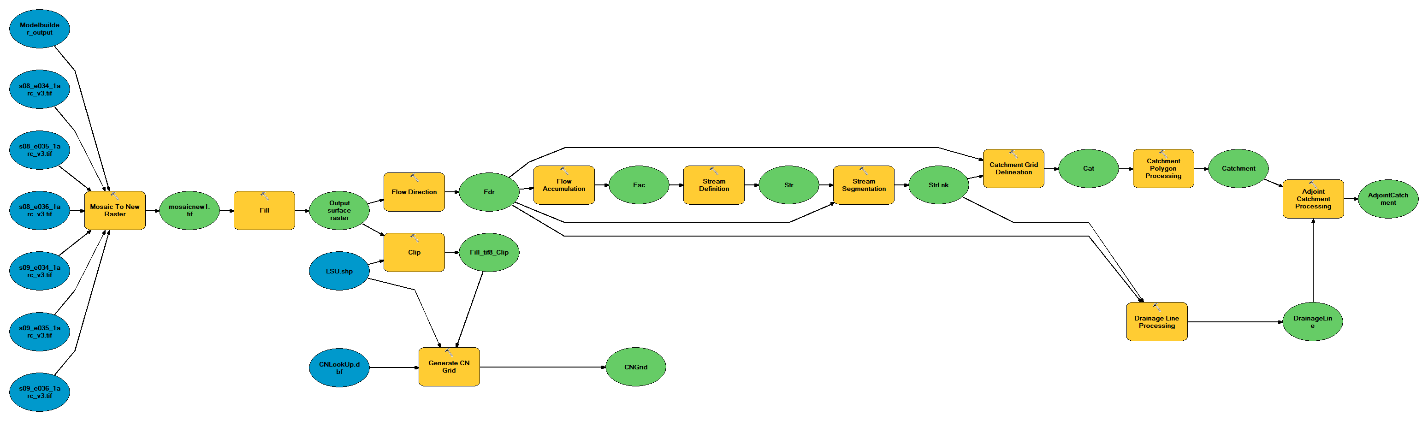 Modelbuilde
r_output
s08_e034_1a
rc_v3.tif
s08_e035_1a
rc_v3.tif
s08_e036_1a
rc_v3.tif
s09_e034_1a
rc_v3.tif
s09_e035_1a
rc_v3.tif
s09_e036_1a
rc_v3.tif
Mosaic To New
Raster
mosaicnew1.
tif
Fill
Output
surface
raster
Flow Direction
Fdr
Clip
LSU.shp
Fill_tif8_Clip
CNLookUp.d
bf
Generate CN
Grid
CNGrid
Flow
Accumulation
Fac
Stream
Definition
Str
Stream
Segmentation
StrLnk
Catchment Grid
Delineation
Cat
Catchment
Polygon
Processing
Catchment
Adjoint
Catchment
Processing
AdjointCatch
ment
Drainage Line
Processing
DrainageLin
e